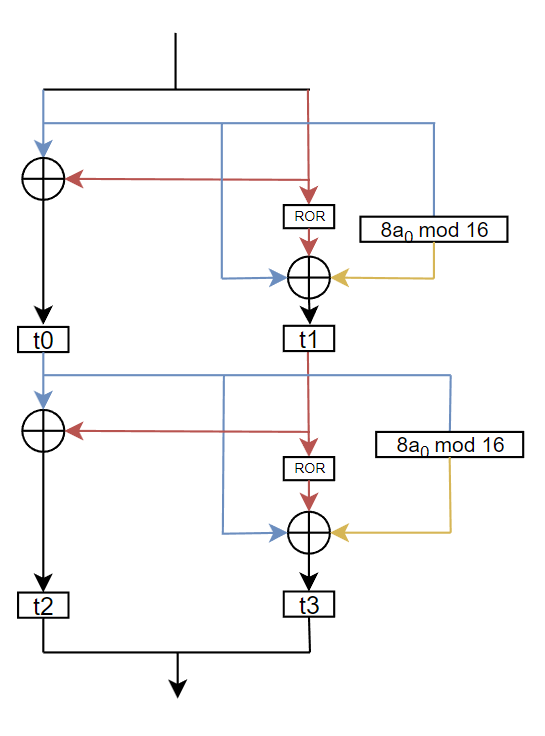 ROR
8a₀ mod 16
t0
t1
8a₀ mod 16
ROR
t2
t3